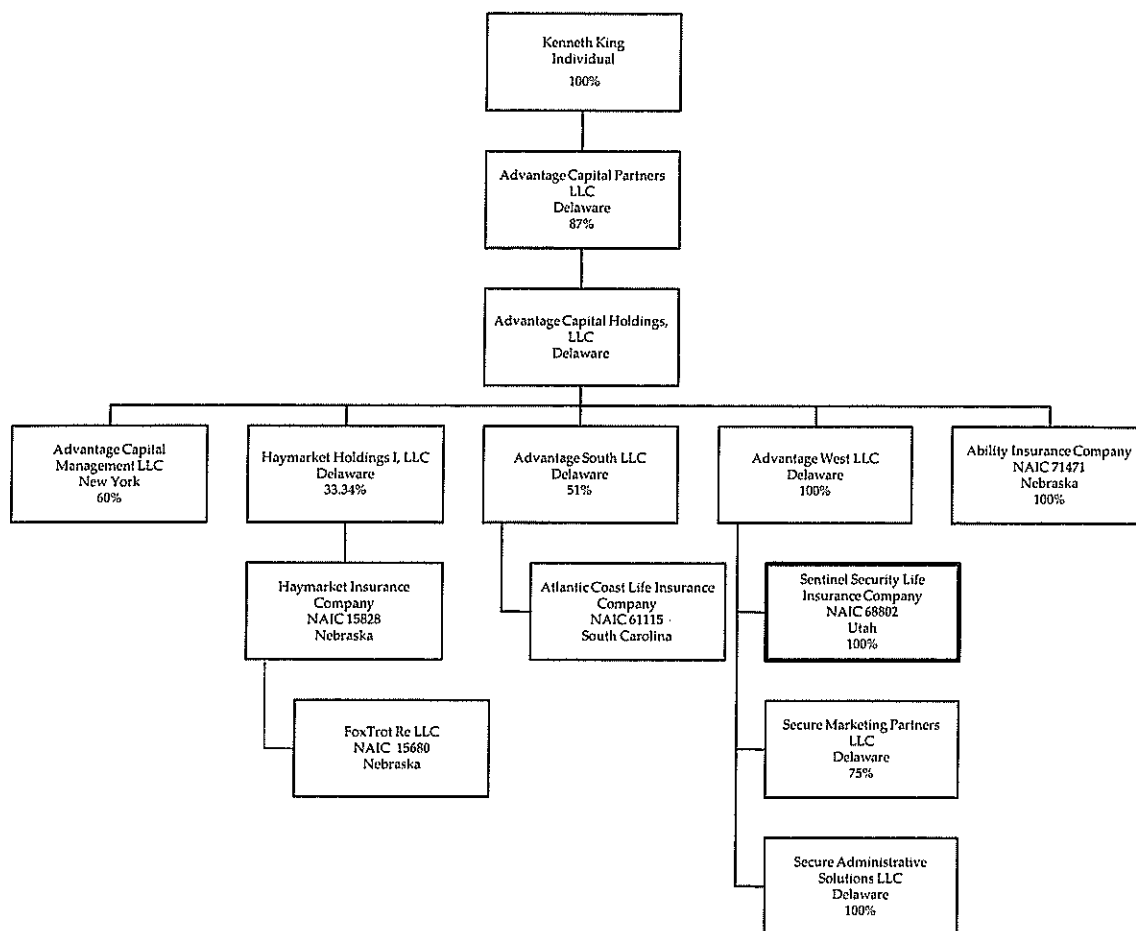 Kenneth King
Individual
100%
Advantage Capital Partners
LLC
Delaware
87%
Advantage Capital Holdings,
LLC
Delaware
Advantage Capital
Management LLC
New York
60%
Haymarket Holdings I, LLC
Delaware
33.34%
Advantage South LLC
Delaware
51%
Advantage West LLC
Delaware
100%
Ability Insurance Company
NAIC 71471
Nebraska
100%
Haymarket Insurance
Company
NAIC 15828
Nebraska
Atlantic Coast Life Insurance
Company
NAIC 61115
South Carolina
Sentinel Security Life
Insurance Company
NAIC 68802
Utah
100%
FoxTrot Re LLC
NAIC 15680
Nebraska
Secure Marketing Partners
LLC
Delaware
75%
Secure Administrative
Solutions LLC
Delaware
100%